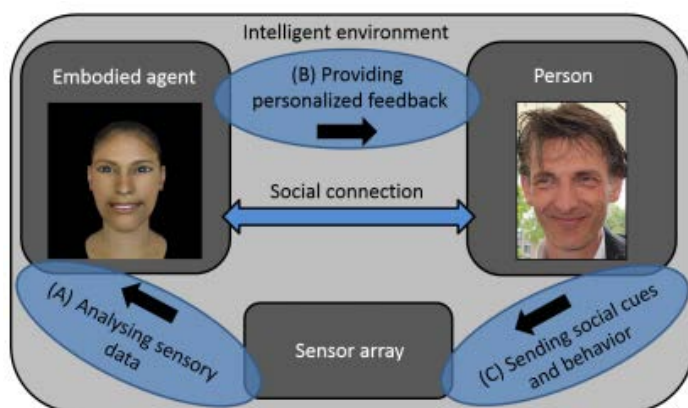 Intelligent environment
Embodied agent
(B) Providing
personalized feedback
Person
Social connection
(A) Analysing sensory
data
Sensor array
(C) Sending social cues
and behavior